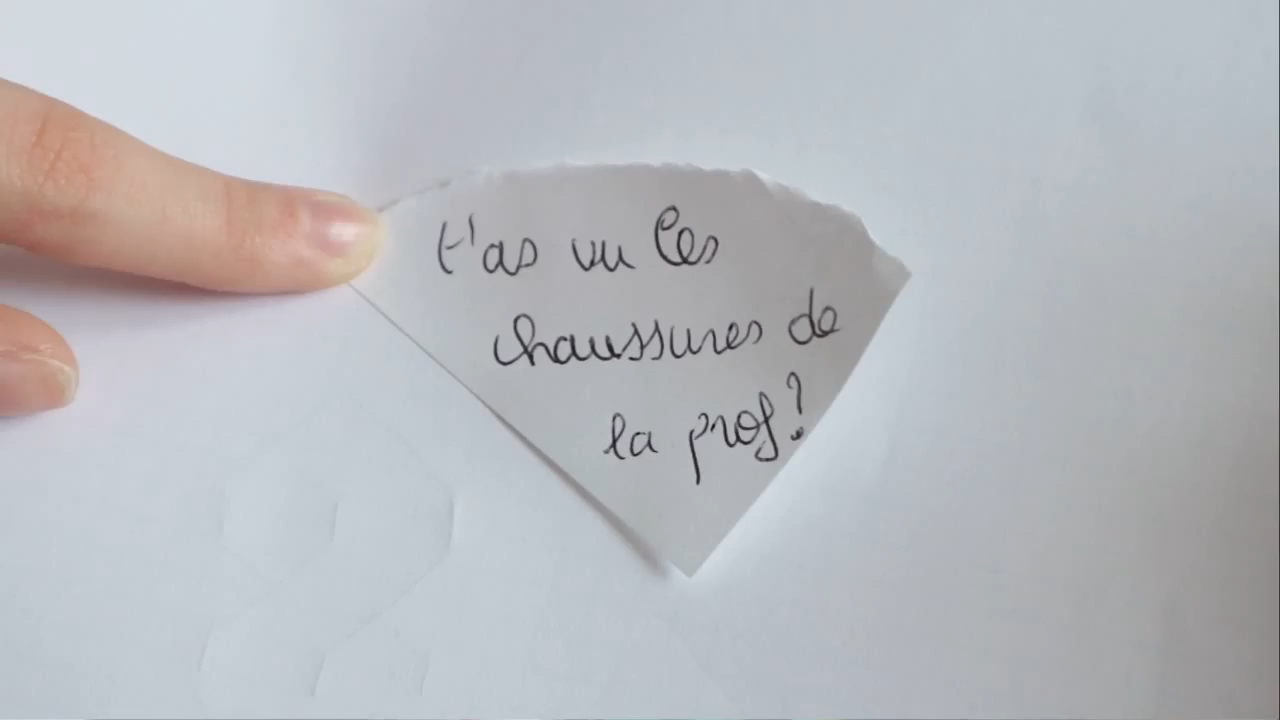 t'as vu les
chaussures de
la prof?